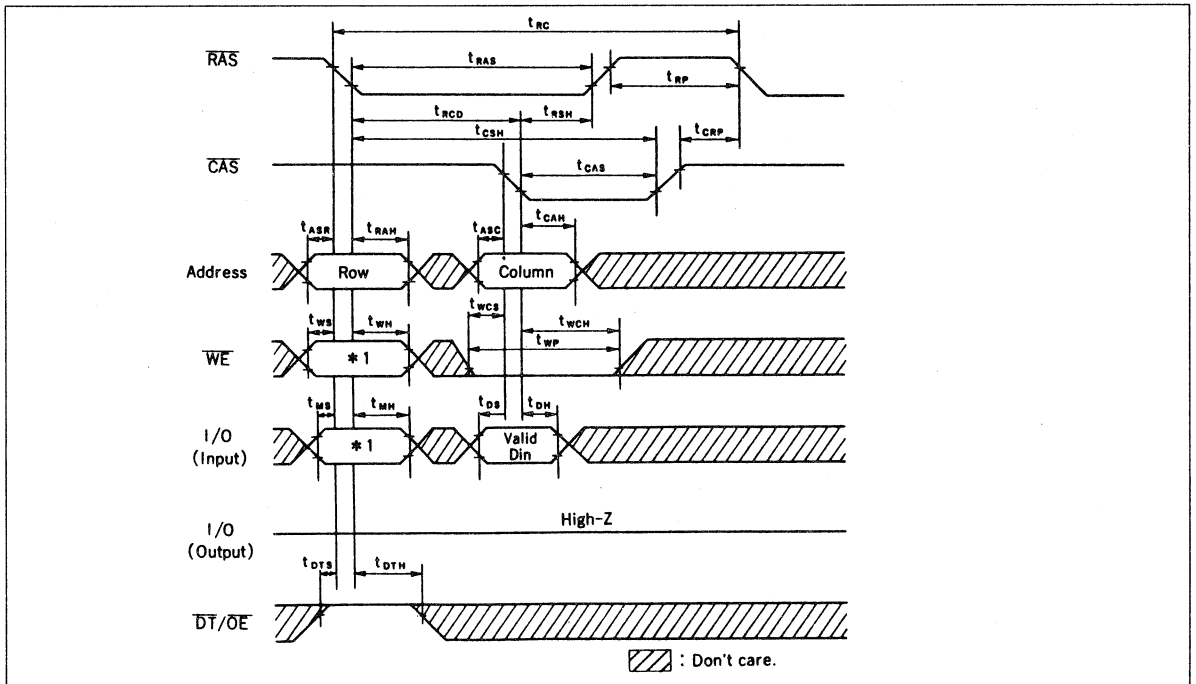 tRC
RAS
tRAS
tRP
tRCD
tRSH
tCSH
tCRP
CAS
tCAS
tASR
tRAH
tASC
tCAH
Address
Row
Column
tWCS
tWS
tWH
tWCH
tWP
WE
*1
tMS
tMH
tDS
tDH
I/O
(Input)
*1
Valid
Din
I/O
(Output)
High-Z
tDTS
tDTH
DT/OE
: Don't care.